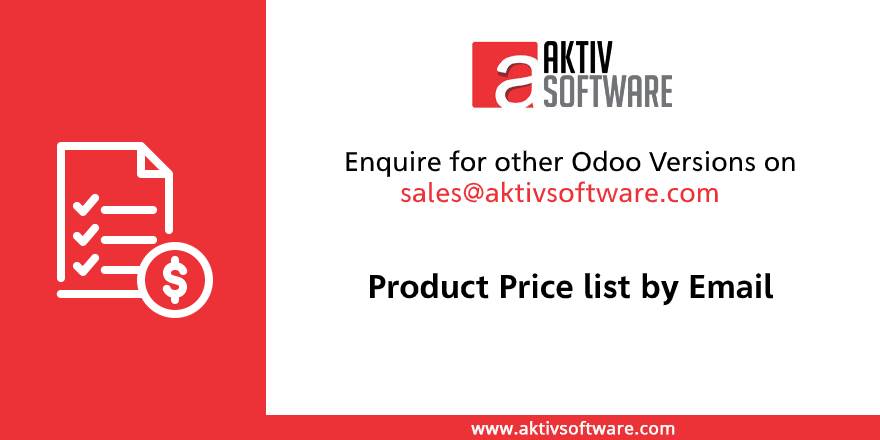 AKTIV
SOFTWARE
Enquire for other Odoo Versions on
sales@aktivsoftware.com
Product Price list by Email
www.aktivsoftware.com